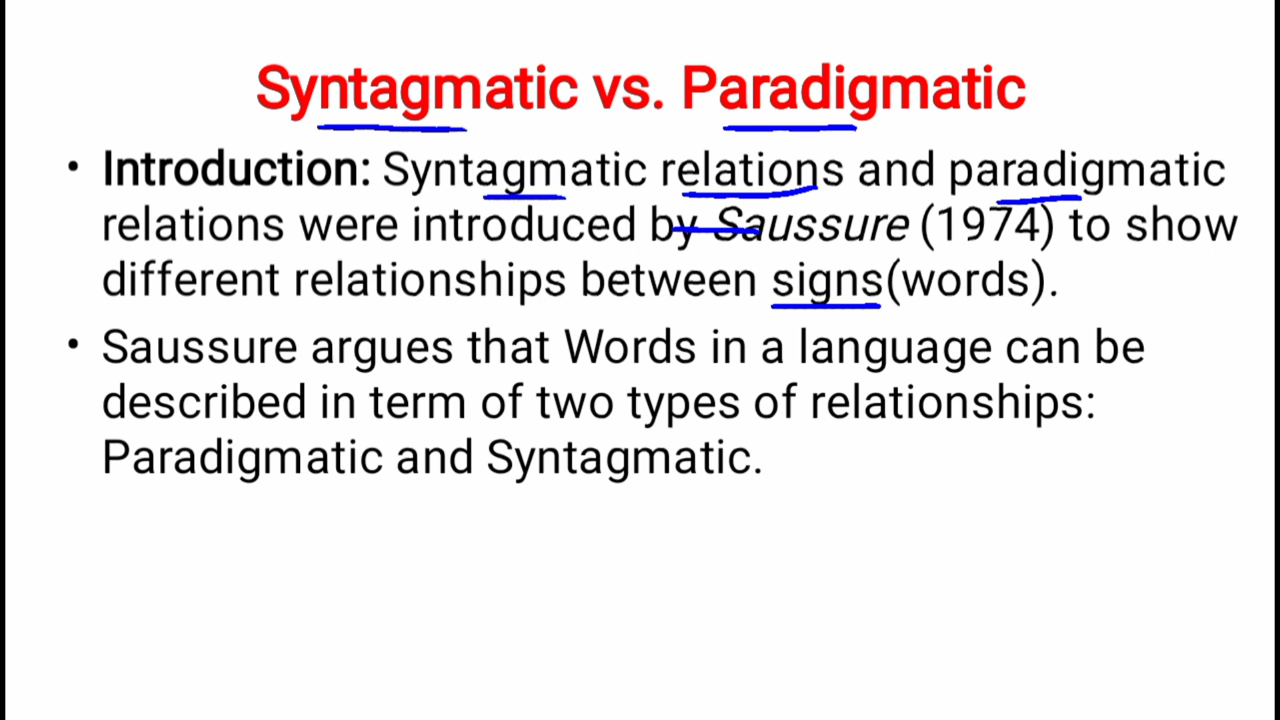 Syntagmatic vs. Paradigmatic
• Introduction: Syntagmatic relations and paradigmatic
relations were introduced by Saussure (1974) to show
different relationships between signs(words).
• Saussure argues that Words in a language can be
described in term of two types of relationships:
Paradigmatic and Syntagmatic.